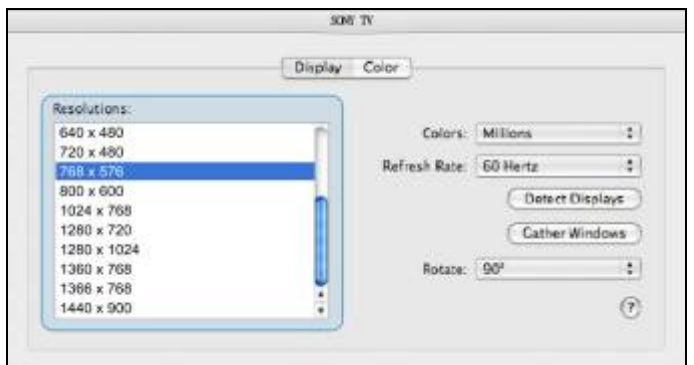 SONY TV
Display Color
Resolutions:
640 x 480
720 x 480
768 x 576
800 x 600
1024 x 768
1280 x 720
1280 x 1024
1360 x 768
1366 x 768
1440 x 900
Colors: Millions
Refresh Rate: 60 Hertz
Detect Displays
Gather Windows
Rotate: 90°
?